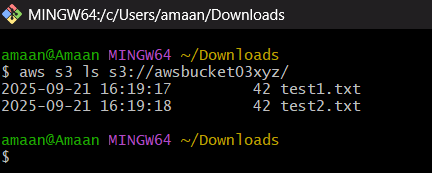 MINGW64:/c/Users/amaan/Downloads
amaan@Amaan MINGW64 ~/Downloads
$ aws s3 ls s3://awsbucket03xyz/
2025-09-21 16:19:17         42 test1.txt
2025-09-21 16:19:18         42 test2.txt
amaan@Amaan MINGW64 ~/Downloads
$